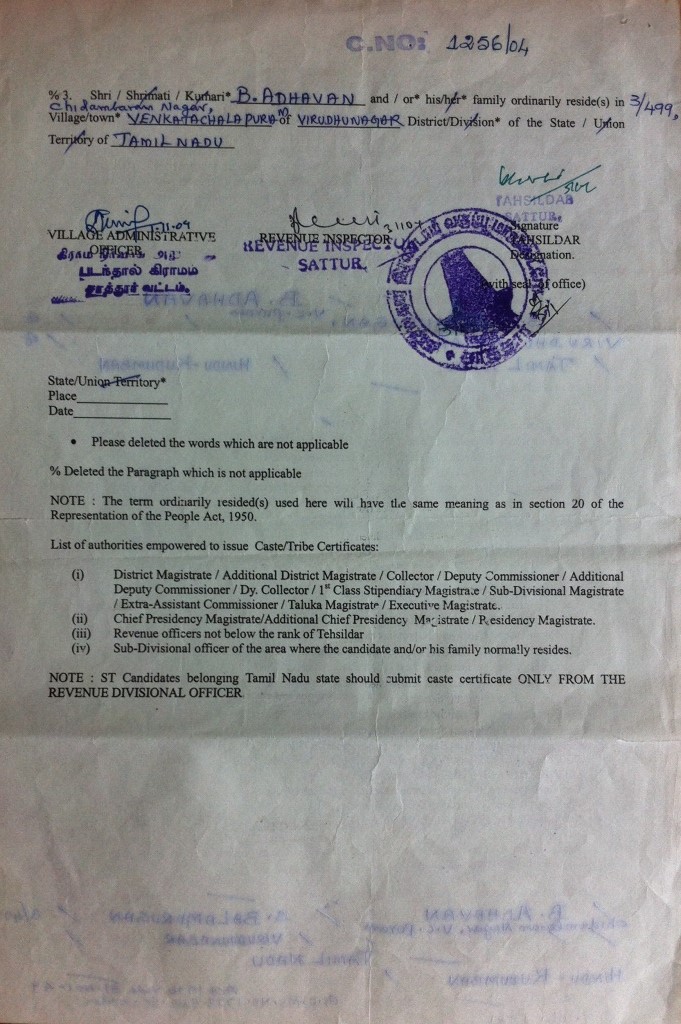 C.NO: 1256/04
% 3. Shri / Shrimati / Kumari* B. ADHAVAN and / or* his/her* family ordinarily reside(s) in 3/499,
Chidambaram Nagar,
Village/town* VENKATACHALAPURAM of VIRUDHUNAGAR District/Division* of the State / Union
Territory of TAMIL NADU
TAHSILDAR
SATTUR.
Signature
VILLAGE ADMINISTRATIVE REVENUE INSPECTOR TAHSILDAR
OFFICER
REVENUE INSPECTOR
SATTUR.
Designation.
படந்தால் கிராமம்
சாத்தூர் வட்டம்.
(with seal of office)
State/Union Territory*
Place
Date
• Please deleted the words which are not applicable
% Deleted the Paragraph which is not applicable
NOTE : The term ordinarily resided(s) used here will have the same meaning as in section 20 of the
Representation of the People Act, 1950.
List of authorities empowered to issue Caste/Tribe Certificates:
(i) District Magistrate / Additional District Magistrate / Collector / Deputy Commissioner / Additional
Deputy Commissioner / Dy. Collector / 1st Class Stipendiary Magistrate / Sub-Divisional Magistrate
/ Extra-Assistant Commissioner / Taluka Magistrate / Executive Magistrate.
(ii) Chief Presidency Magistrate/Additional Chief Presidency Magistrate / Presidency Magistrate.
(iii) Revenue officers not below the rank of Tehsildar
(iv) Sub-Divisional officer of the area where the candidate and/or his family normally resides.
NOTE : ST Candidates belonging Tamil Nadu state should submit caste certificate ONLY FROM THE
REVENUE DIVISIONAL OFFICER